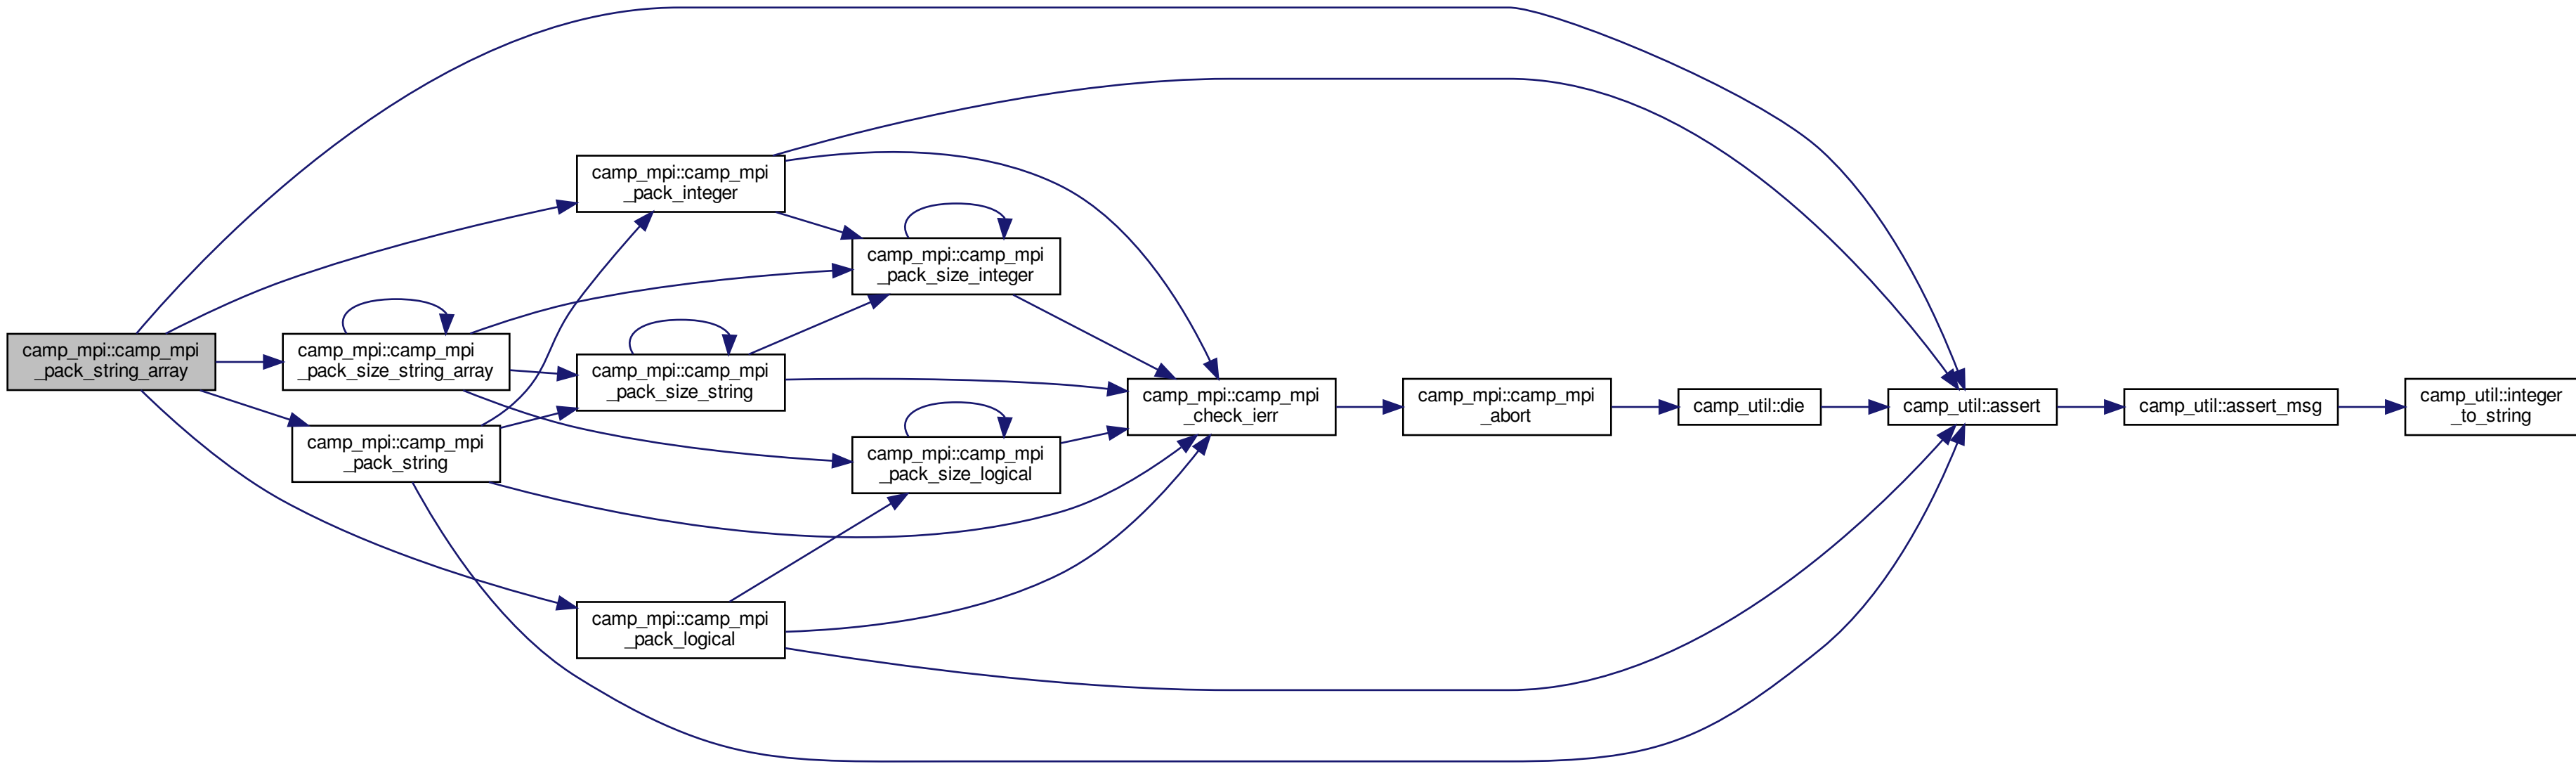 camp_mpi::camp_mpi
_pack_string_array
camp_mpi::camp_mpi
_pack_integer
camp_mpi::camp_mpi
_pack_size_integer
camp_mpi::camp_mpi
_pack_size_string_array
camp_mpi::camp_mpi
_pack_size_string
camp_mpi::camp_mpi
_pack_string
camp_mpi::camp_mpi
_pack_size_logical
camp_mpi::camp_mpi
_pack_logical
camp_mpi::camp_mpi
_check_ierr
camp_mpi::camp_mpi
_abort
camp_util::die
camp_util::assert
camp_util::assert_msg
camp_util::integer
_to_string